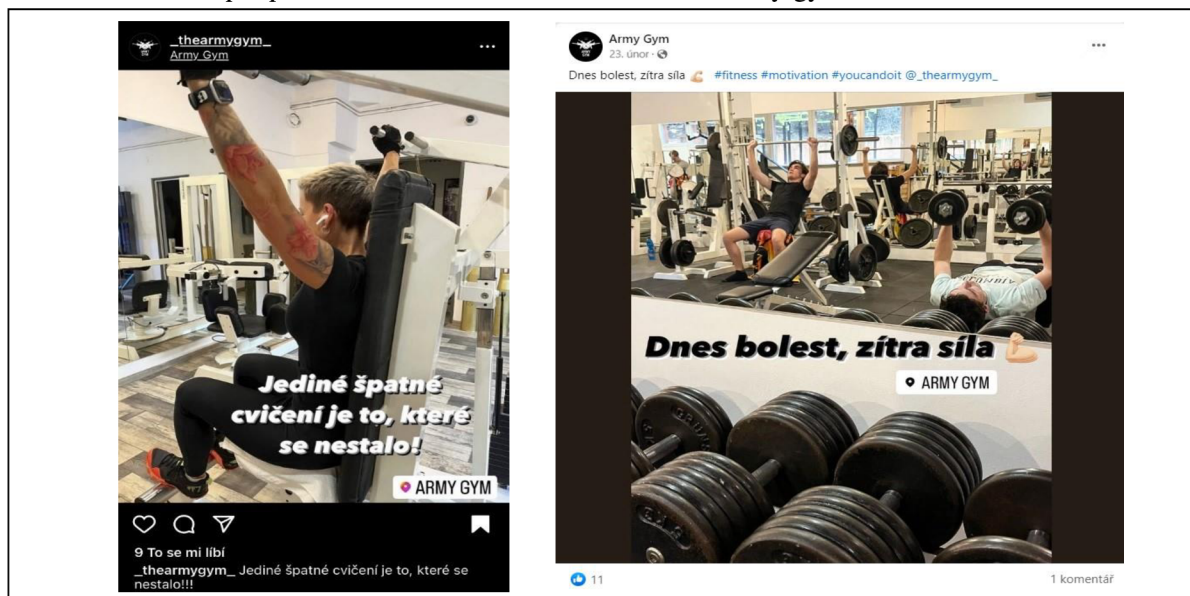 _thearmygym_
Army Gym
Jediné špatné
cvičení je to, které
se nestalo!
ARMY GYM
9 To se mi líbí
_thearmygym_ Jediné špatné cvičení je to, které se
nestalo!!!
Army Gym
23. únor
Dnes bolest, zítra síla 💪🏻 #fitness #motivation #youcandoit @_thearmygym_
Dnes bolest, zítra síla 💪🏻
ARMY GYM
11
1 komentář